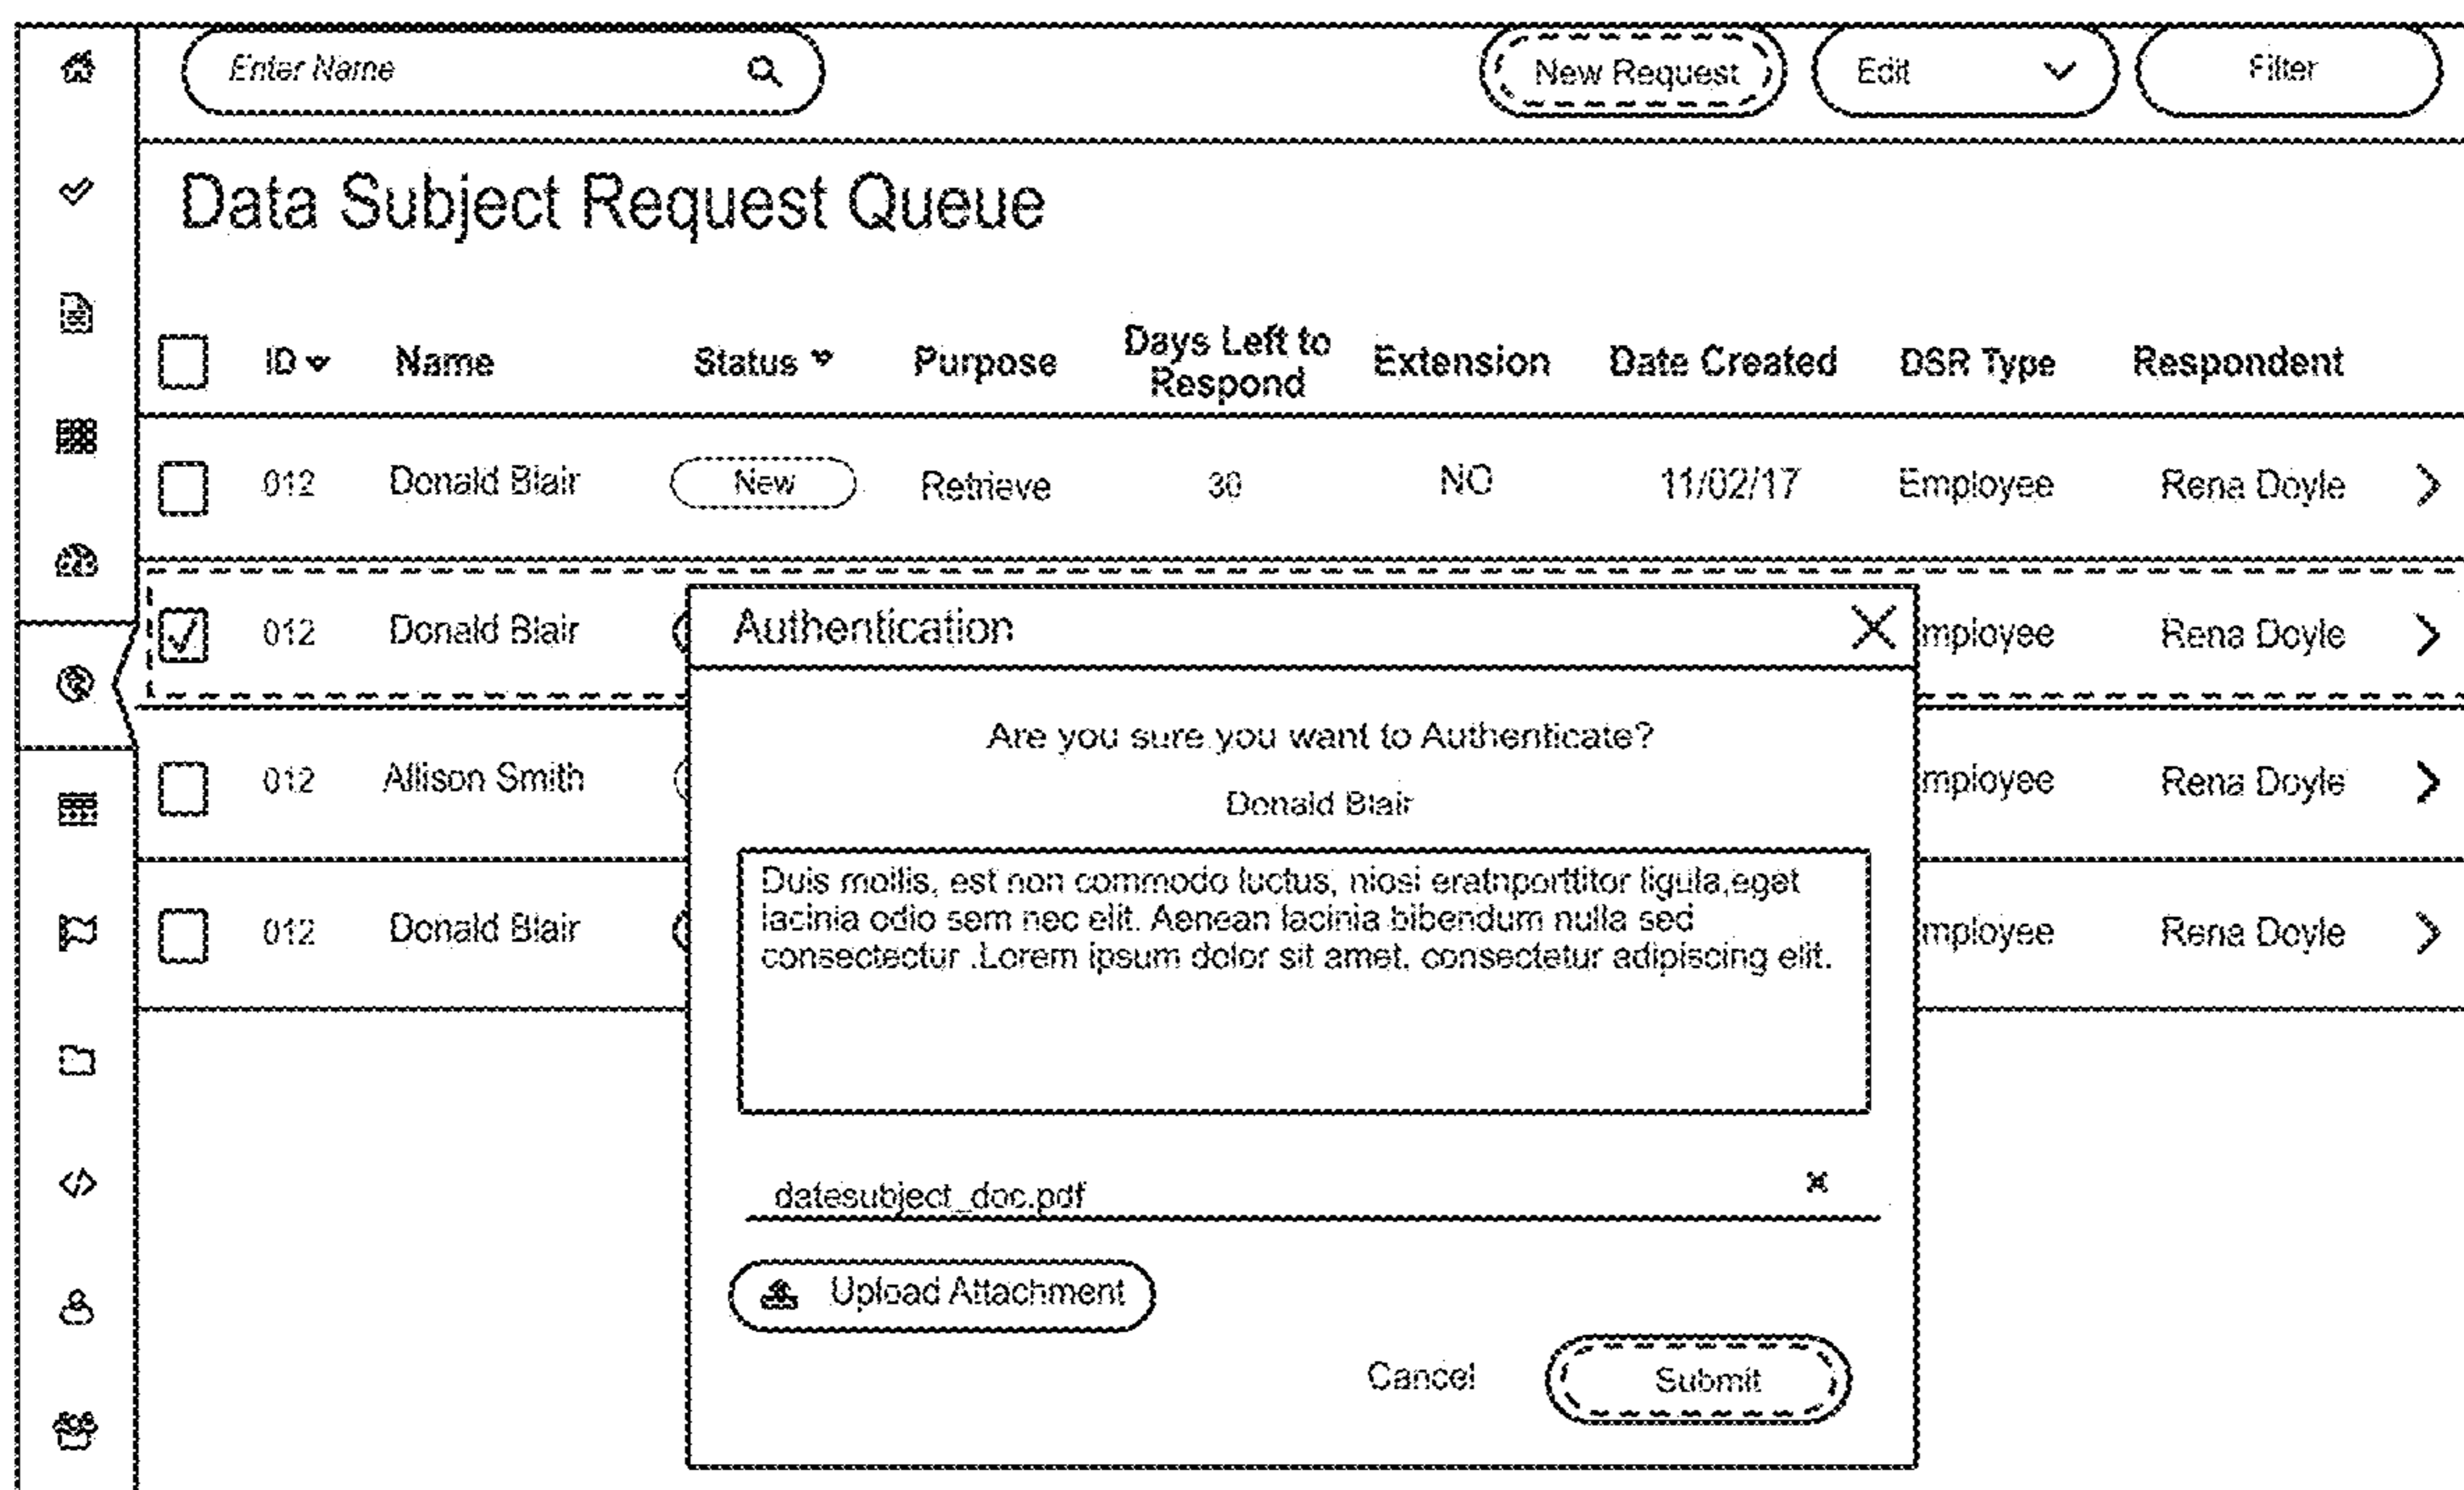 Enter Name
New Request
Edit
Filter
Data Subject Request Queue
ID Name Status Purpose Days Left to Respond Extension Date Created DSR Type Respondent
012 Donald Blair New Retrieve 30 NO 11/02/17 Employee Rena Doyle
012 Donald Blair mployee Rena Doyle
012 Allison Smith mployee Rena Doyle
012 Donald Blair mployee Rena Doyle
Authentication
Are you sure you want to Authenticate?
Donald Blair
Duis mollis, est non commodo luctus, niosi eratnporttitor ligula,eget
lacinia odio sem nec elit. Aenean lacinia bibendum nulla sed
consectectur .Lorem ipsum dolor sit amet, consectetur adipiscing elit.
datesubject_doc.pdf
Upload Attachment
Cancel
Submit